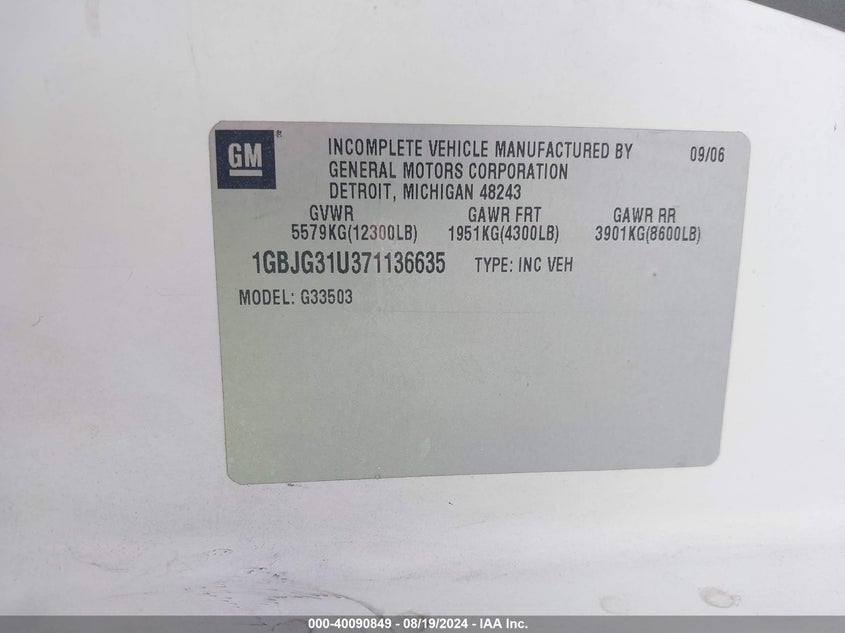 GM ® INCOMPLETE VEHICLE MANUFACTURED BY 09/06
GENERAL MOTORS CORPORATION
DETROIT, MICHIGAN 48243
GVWR GAWR FRT GAWR RR
5579KG(12300LB) 1951KG(4300LB) 3901KG(8600LB)
1GBJG31U371136635 TYPE: INC VEH
MODEL: G33503
000-40090849 - 08/19/2024 - IAA Inc.